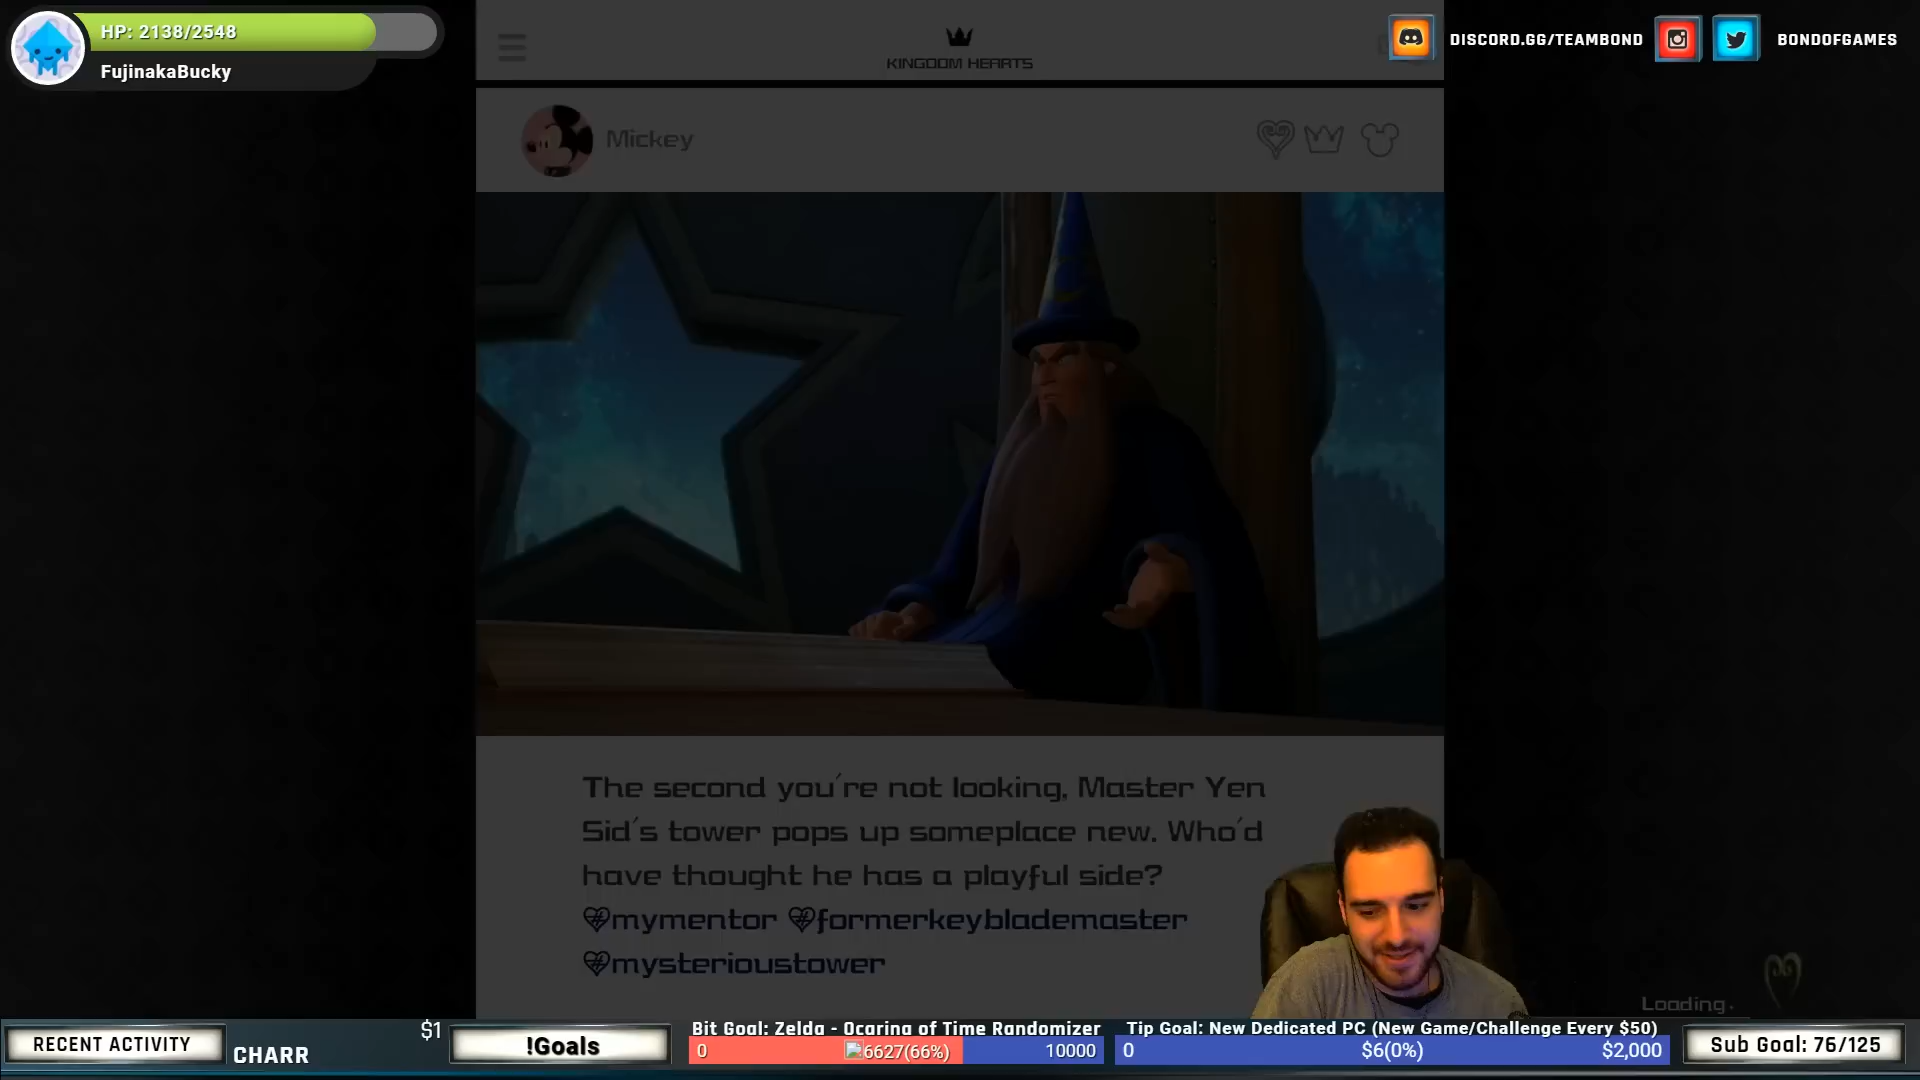 HP: 2138/2548
FujinakaBucky
KINGDOM HEARTS
DISCORD.GG/TEAMBOND
BONDOFGAMES
Mickey
The second you're not looking, Master Yen
Sid's tower pops up someplace new. Who'd
have thought he has a playful side?
#mymentor #formerkeyblademaster
#mysterioustower
Loading.
RECENT ACTIVITY
CHARR
$1
!Goals
Bit Goal: Zelda - Ocarina of Time Randomizer
0
6627(66%)
10000
Tip Goal: New Dedicated PC (New Game/Challenge Every $50)
0
$6(0%)
$2,000
Sub Goal: 76/125